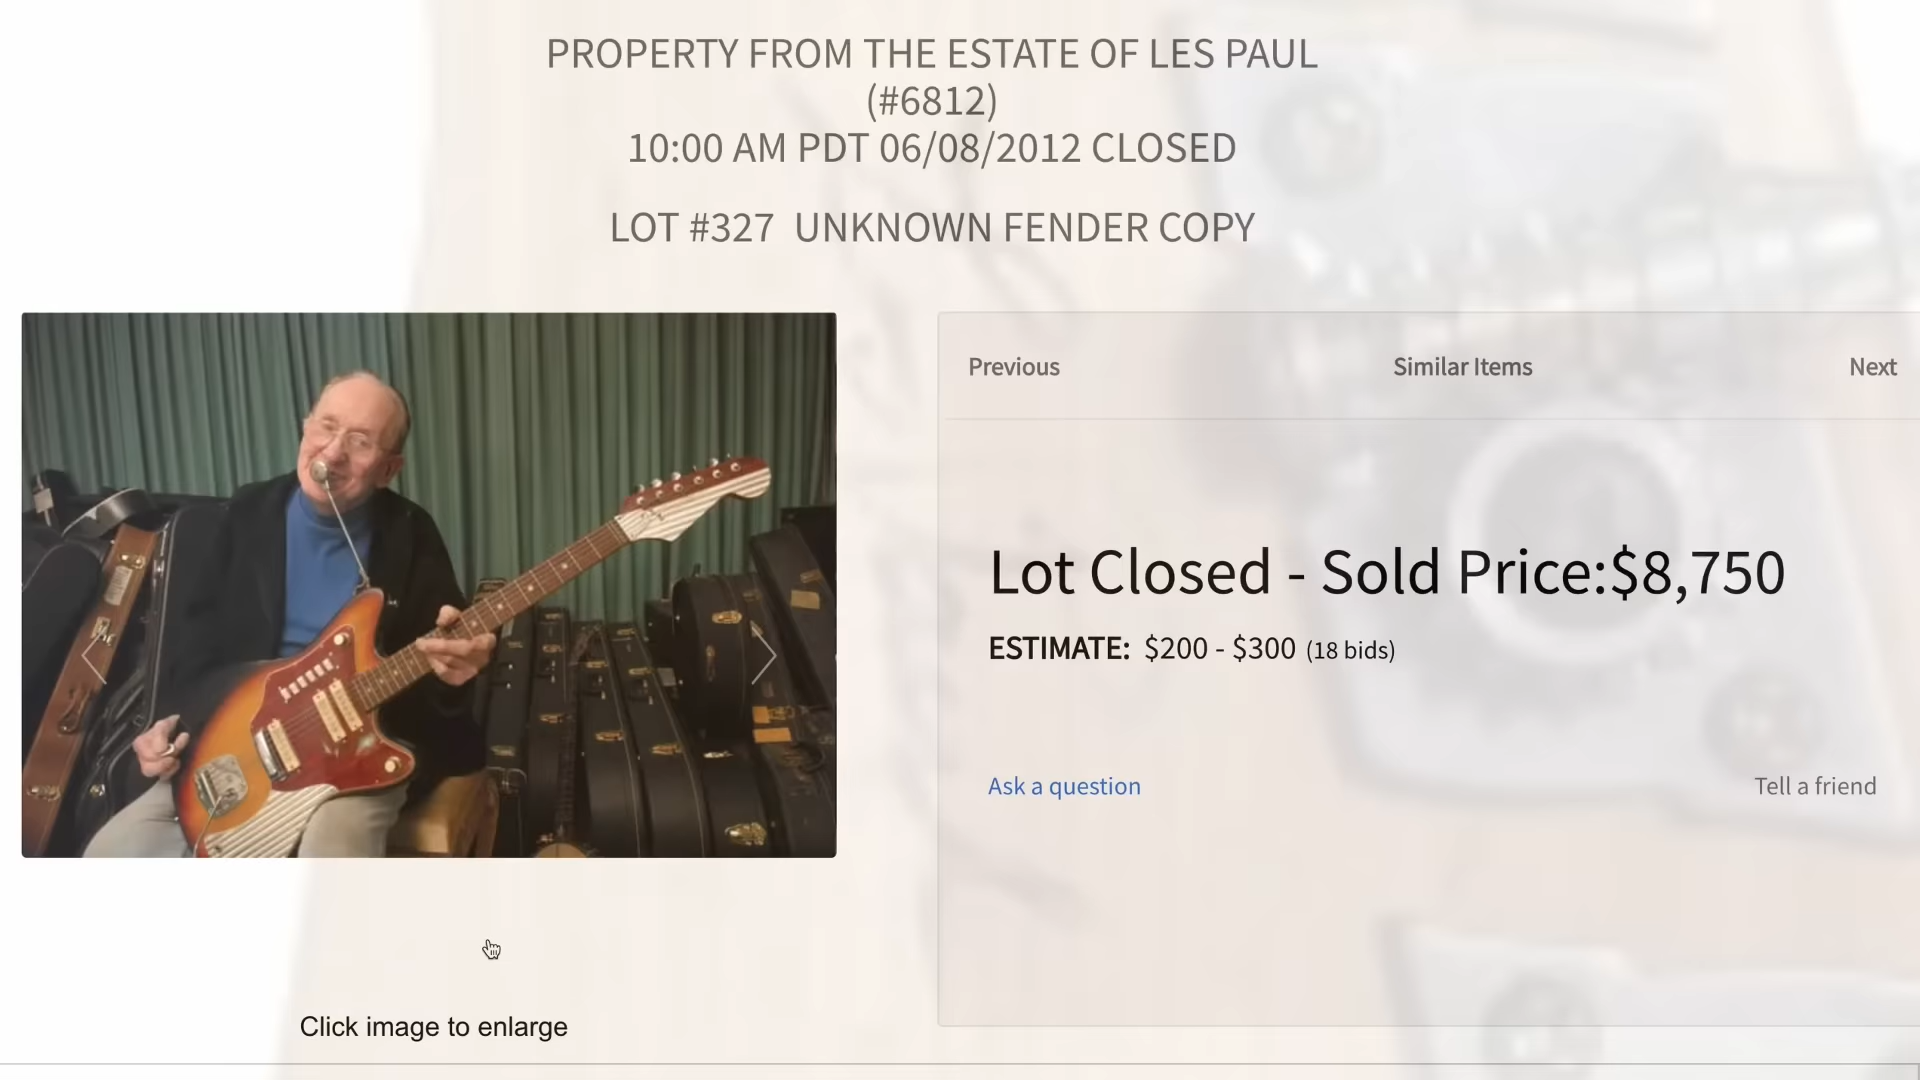 PROPERTY FROM THE ESTATE OF LES PAUL
(#6812)
10:00 AM PDT 06/08/2012 CLOSED
LOT #327 UNKNOWN FENDER COPY
Previous
Similar Items
Next
Lot Closed - Sold Price:$8,750
ESTIMATE: $200 - $300 (18 bids)
Ask a question
Tell a friend
Click image to enlarge